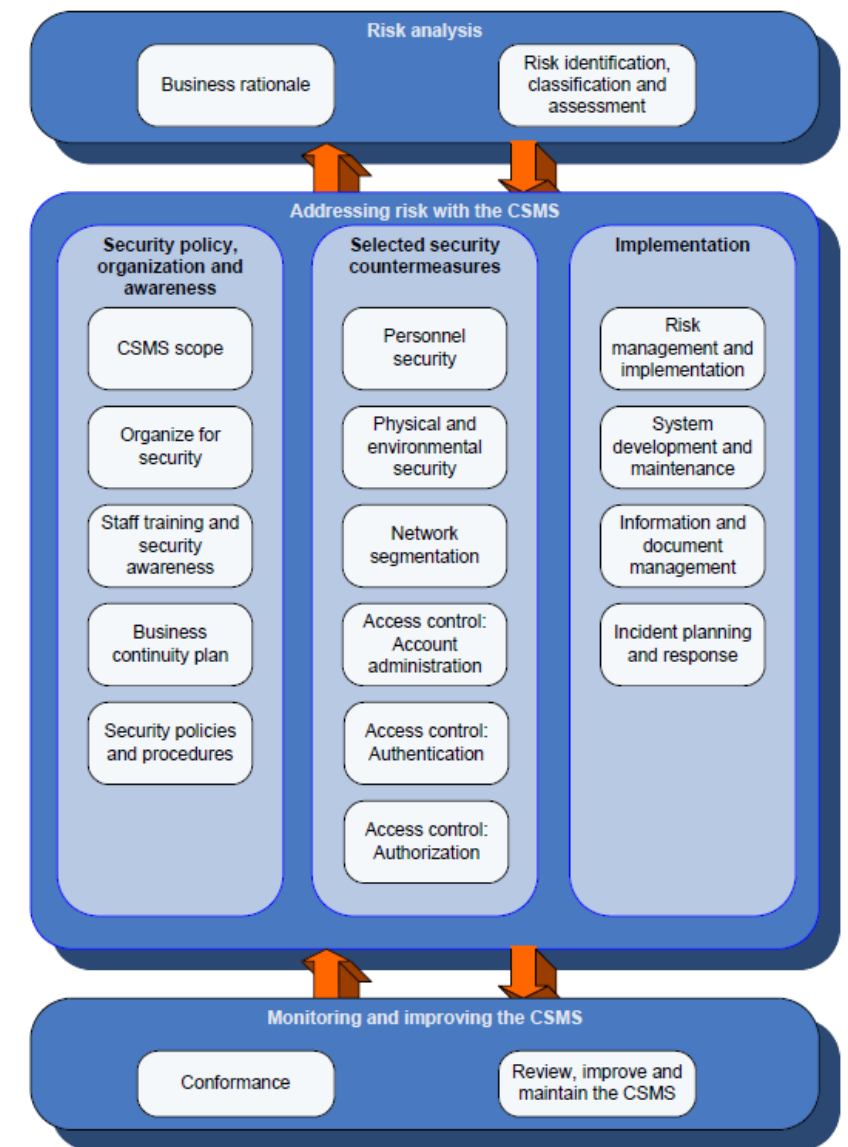 Risk analysis
Business rationale
Risk identification,
classification and
assessment
Addressing risk with the CSMS
Security policy,
organization and
awareness
CSMS scope
Organize for
security
Staff training and
security
awareness
Business
continuity plan
Security policies
and procedures
Selected security
countermeasures
Personnel
security
Physical and
environmental
security
Network
segmentation
Access control:
Account
administration
Access control:
Authentication
Access control:
Authorization
Implementation
Risk
management and
implementation
System
development and
maintenance
Information and
document
management
Incident planning
and response
Monitoring and improving the CSMS
Conformance
Review, improve and
maintain the CSMS